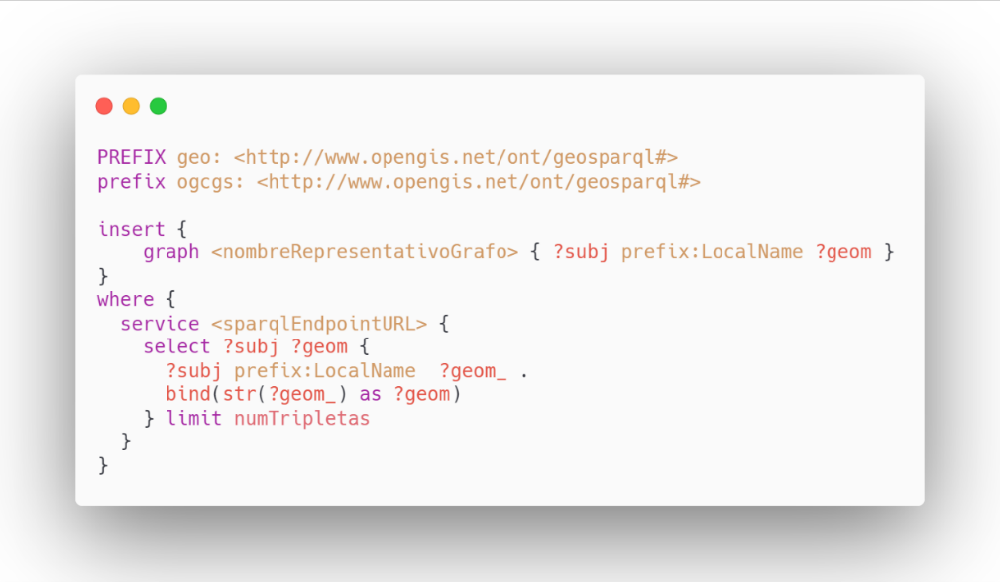 PREFIX geo: <http://www.opengis.net/ont/geosparql#>
prefix ogcgs: <http://www.opengis.net/ont/geosparql#>
insert {
    graph <nombreRepresentativoGrafo> { ?subj prefix:LocalName ?geom }
}
where {
  service <sparqlEndpointURL> {
    select ?subj ?geom {
      ?subj prefix:LocalName  ?geom_ .
      bind(str(?geom_) as ?geom)
    } limit numTripletas
  }
}